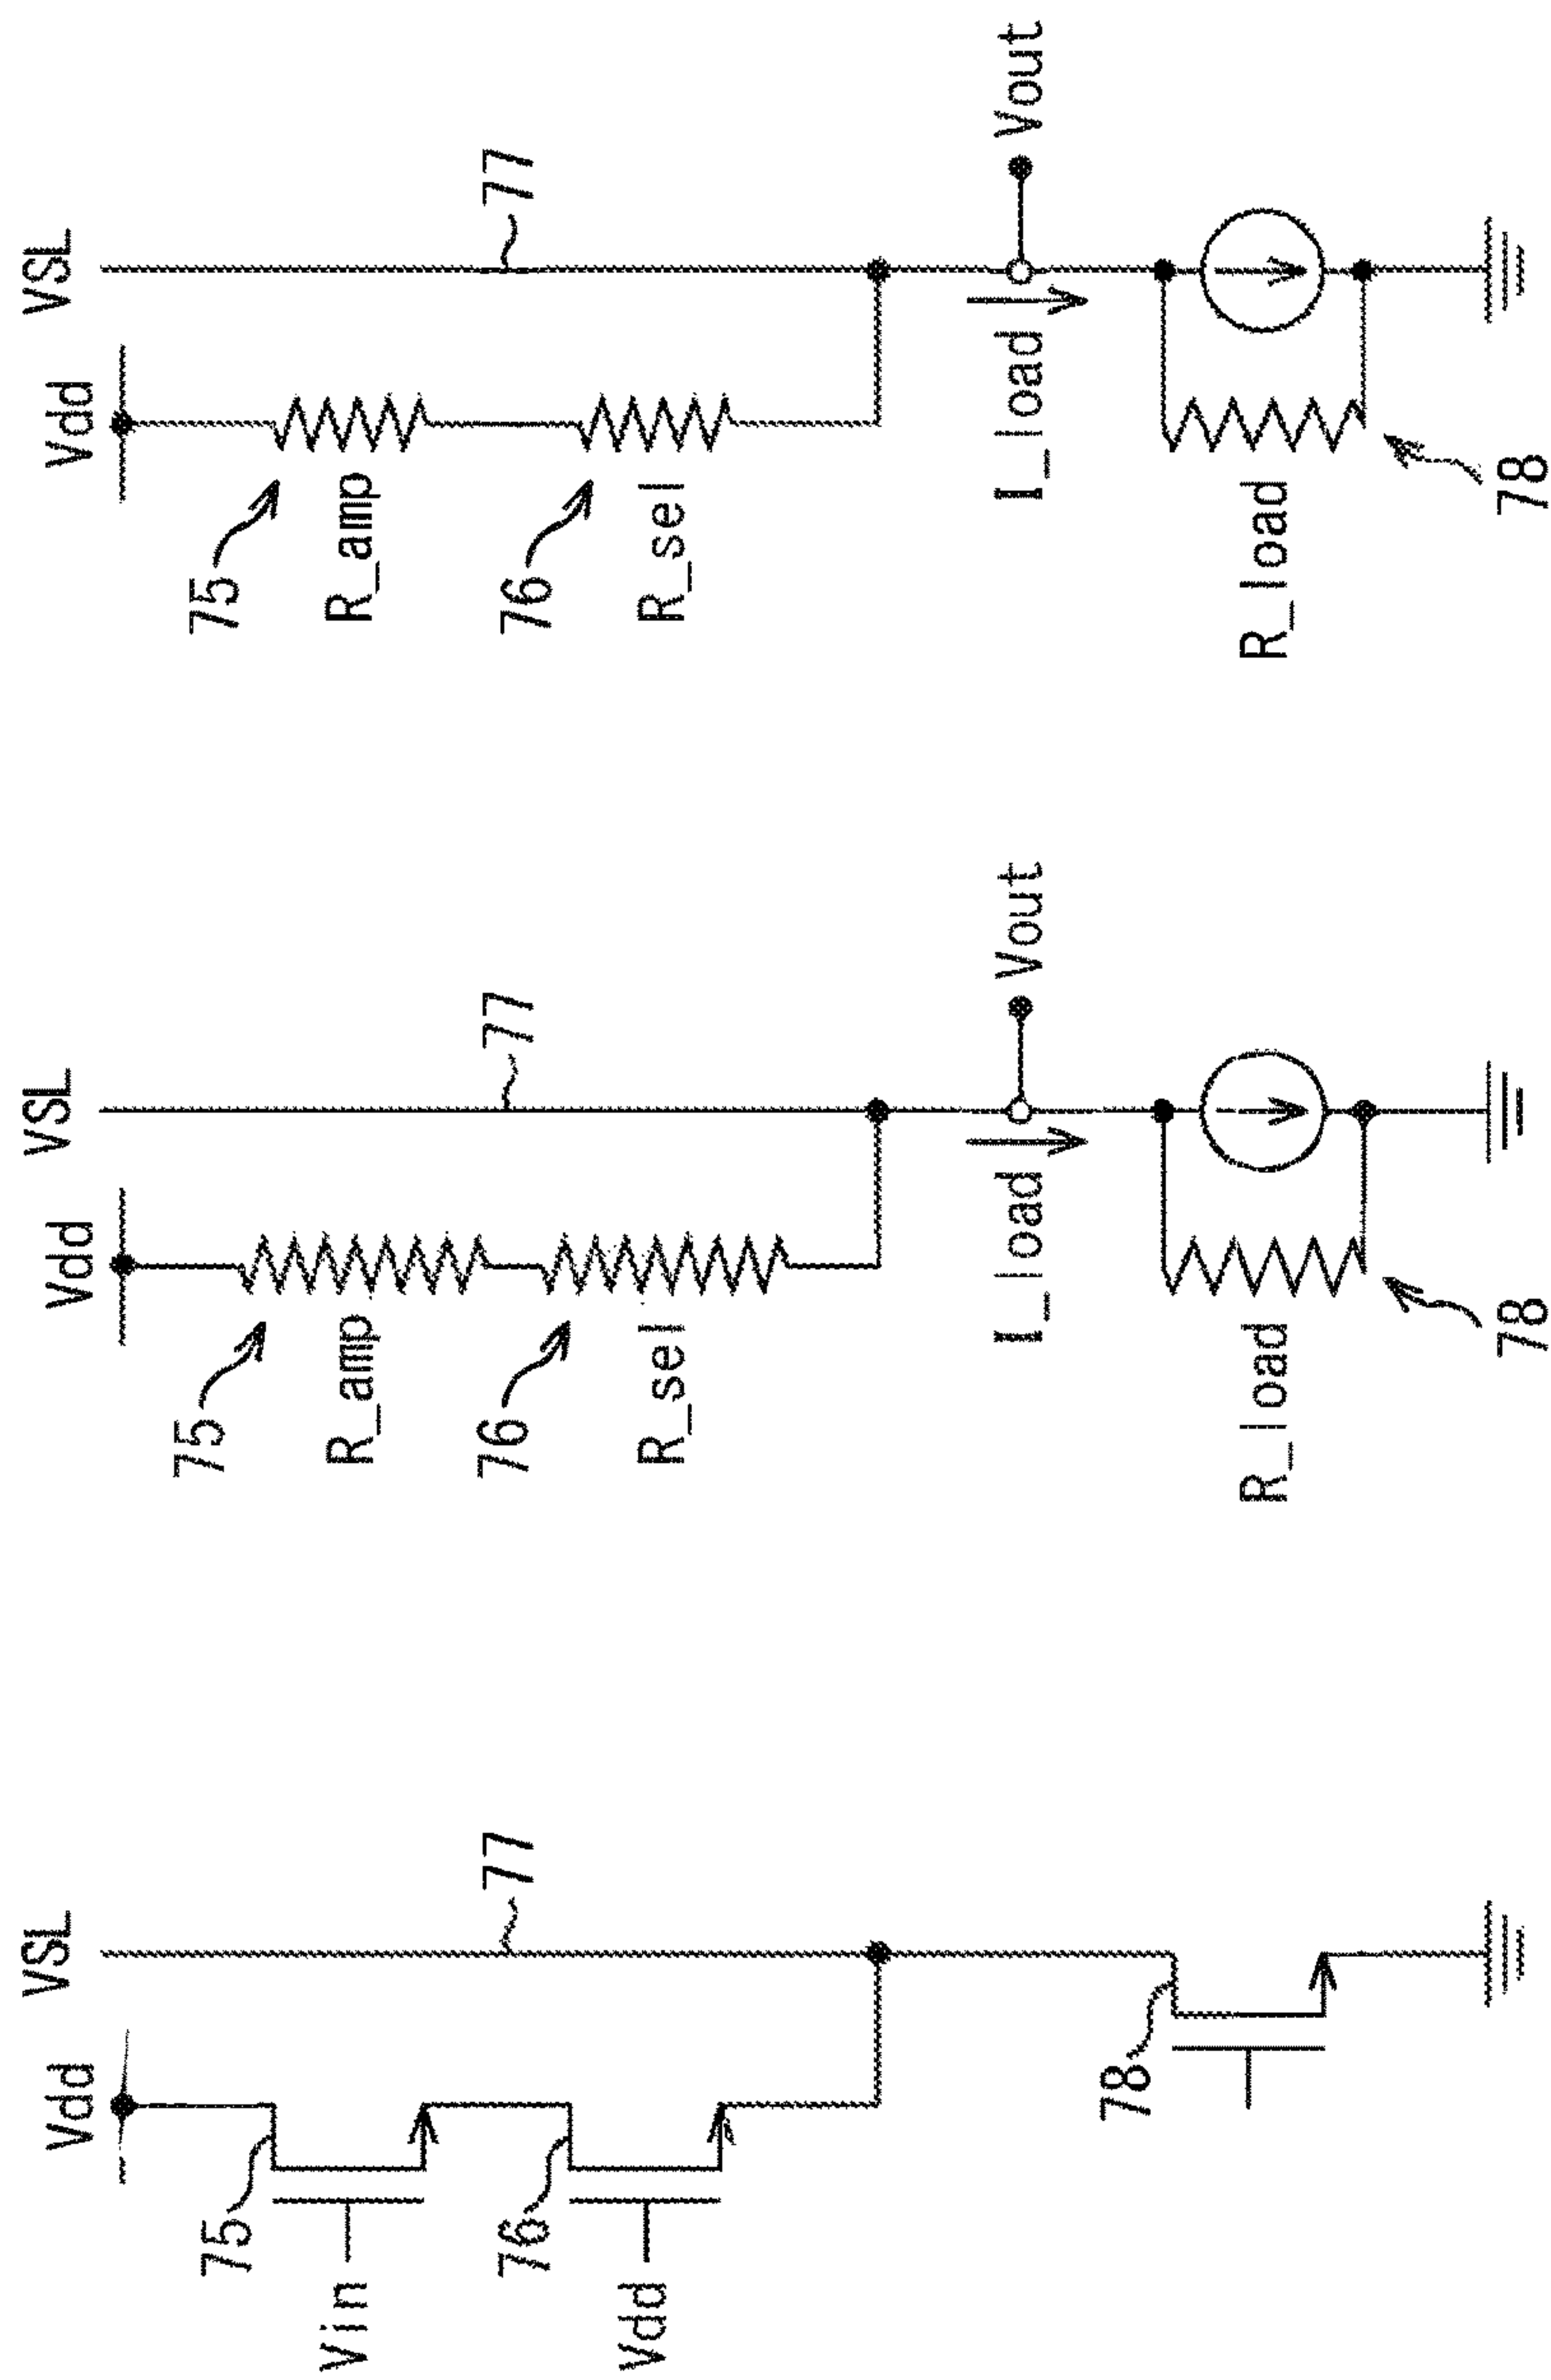 Vdd
VSL
75
Vin
77
76
Vdd
78
Vdd
VSL
75
R_amp
77
76
R_sel
Vout
I_load
R_load
78
Vdd
VSL
75
R_amp
77
76
R_sel
Vout
I_load
R_load
78